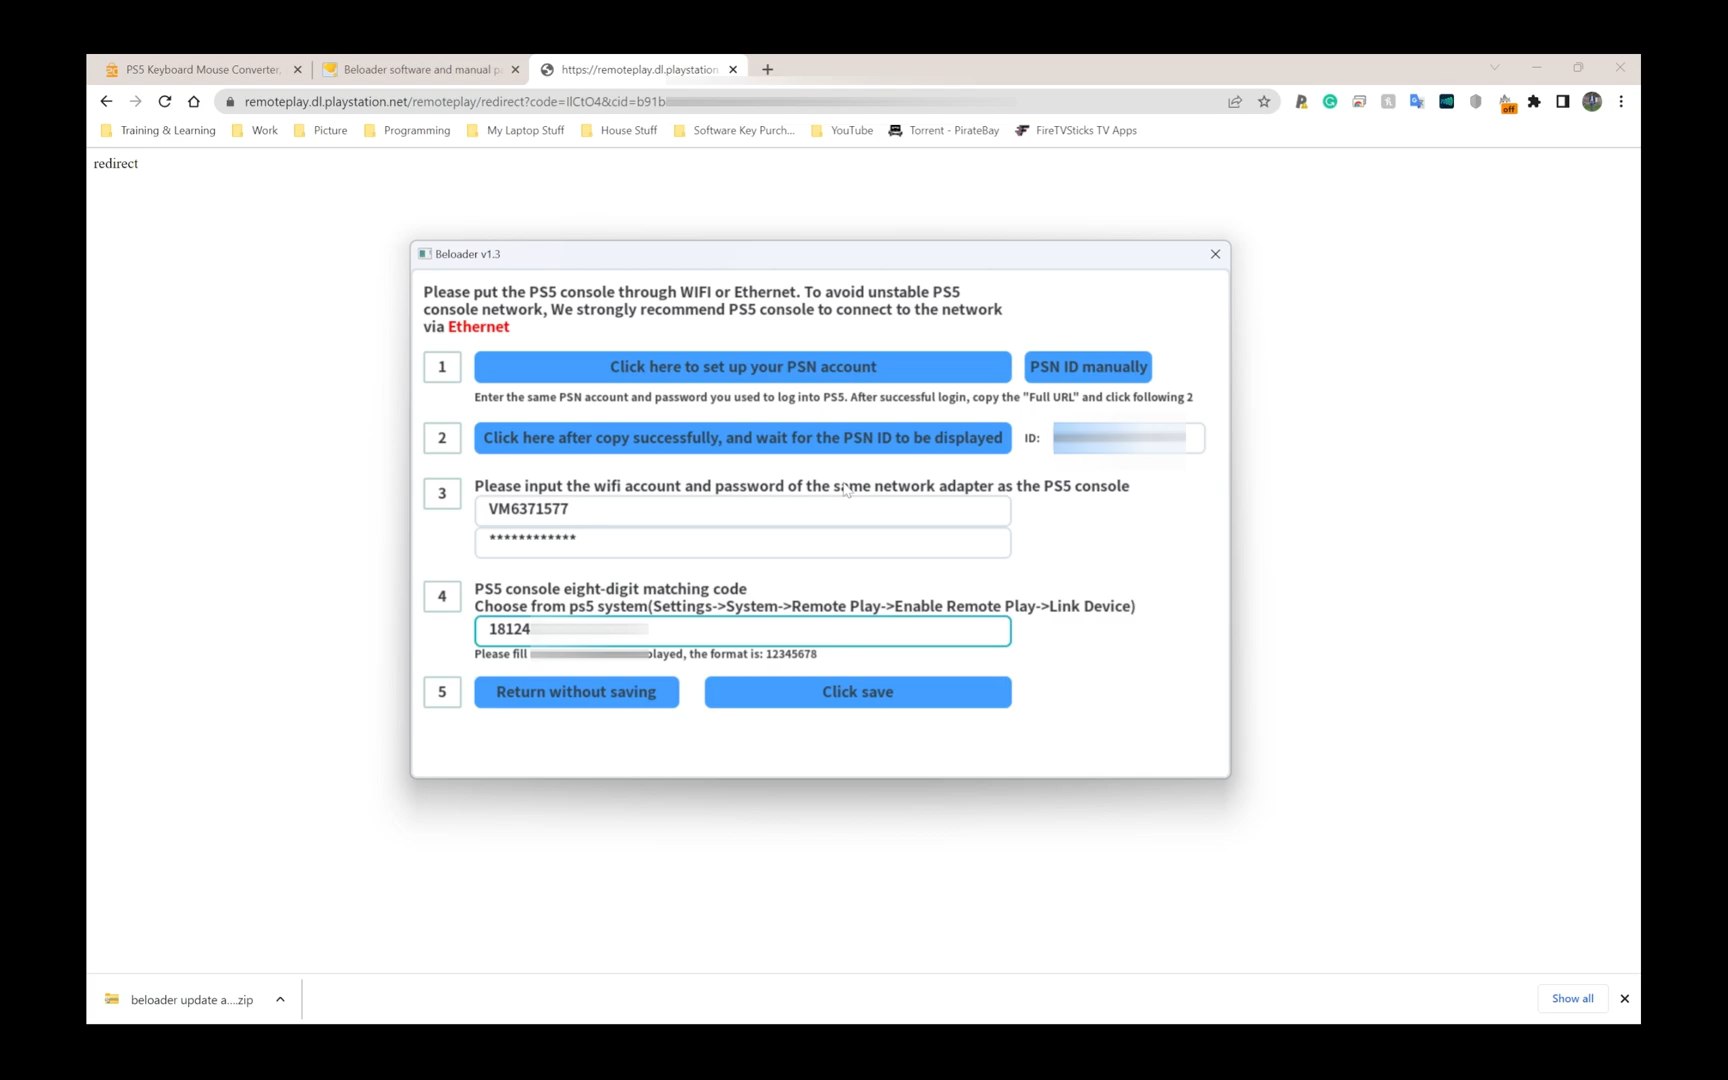 PS5 Keyboard Mouse Converter,
Beloader software and manual p
https://remoteplay.dl.playstation
remoteplay.dl.playstation.net/remoteplay/redirect?code=IlCtO4&cid=b91b
off
Training & Learning
Work
Picture
Programming
My Laptop Stuff
House Stuff
Software Key Purch...
YouTube
Torrent - PirateBay
FireTVSticks TV Apps
redirect
Beloader v1.3
Please put the PS5 console through WIFI or Ethernet. To avoid unstable PS5
console network, We strongly recommend PS5 console to connect to the network
via Ethernet
1
Click here to set up your PSN account
PSN ID manually
Enter the same PSN account and password you used to log into PS5. After successful login, copy the "Full URL" and click following 2
2
Click here after copy successfully, and wait for the PSN ID to be displayed
ID:
3
Please input the wifi account and password of the same network adapter as the PS5 console
VM6371577
************
4
PS5 console eight-digit matching code
Choose from ps5 system(Settings->System->Remote Play->Enable Remote Play->Link Device)
18124
Please fill layed, the format is: 12345678
5
Return without saving
Click save
beloader update a....zip
Show all